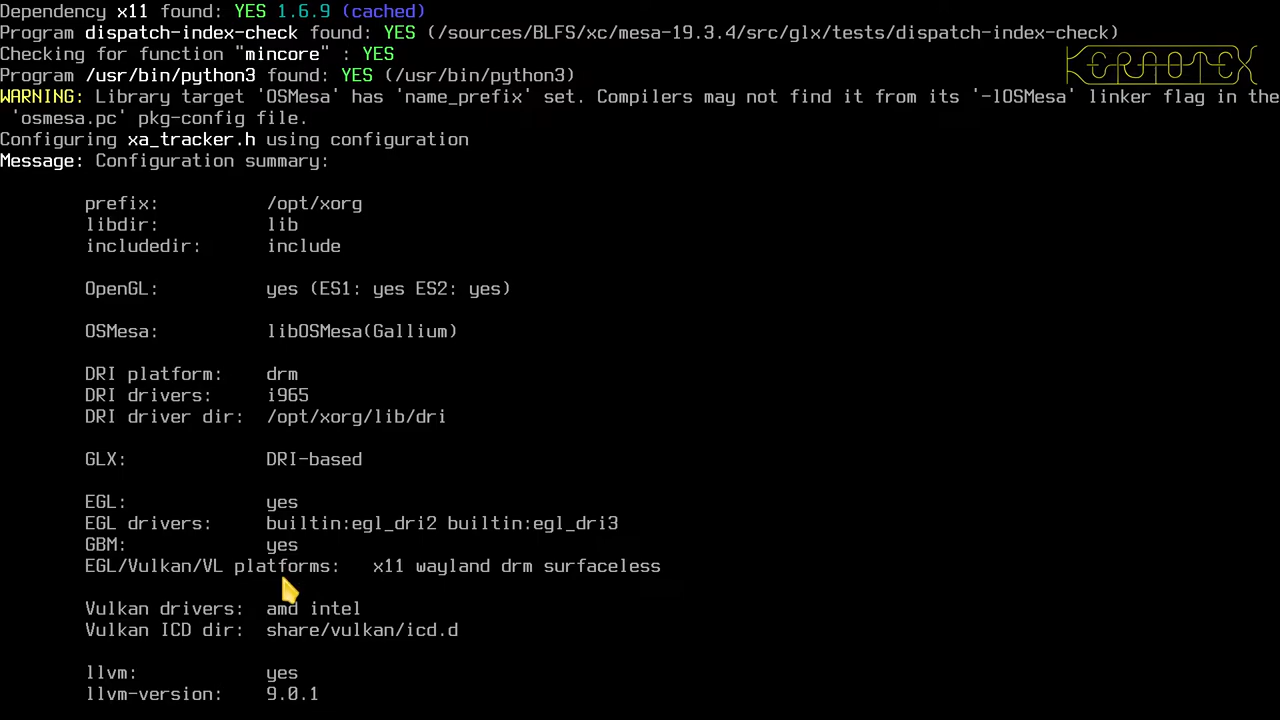 Dependency x11 found: YES 1.6.9 (cached)
Program dispatch-index-check found: YES (/sources/BLFS/xc/mesa-19.3.4/src/glx/tests/dispatch-index-check)
Checking for function "mincore" : YES
Program /usr/bin/python3 found: YES (/usr/bin/python3)
WARNING: Library target 'OSMesa' has 'name_prefix' set. Compilers may not find it from its '-lOSMesa' linker flag in the
'osmesa.pc' pkg-config file.
Configuring xa_tracker.h using configuration
Message: Configuration summary:
prefix: /opt/xorg
libdir: lib
includedir: include
OpenGL: yes (ES1: yes ES2: yes)
OSMesa: libOSMesa(Gallium)
DRI platform: drm
DRI drivers: i965
DRI driver dir: /opt/xorg/lib/dri
GLX: DRI-based
EGL: yes
EGL drivers: builtin:egl_dri2 builtin:egl_dri3
GBM: yes
EGL/Vulkan/VL platforms: x11 wayland drm surfaceless
Vulkan drivers: amd intel
Vulkan ICD dir: share/vulkan/icd.d
llvm: yes
llvm-version: 9.0.1